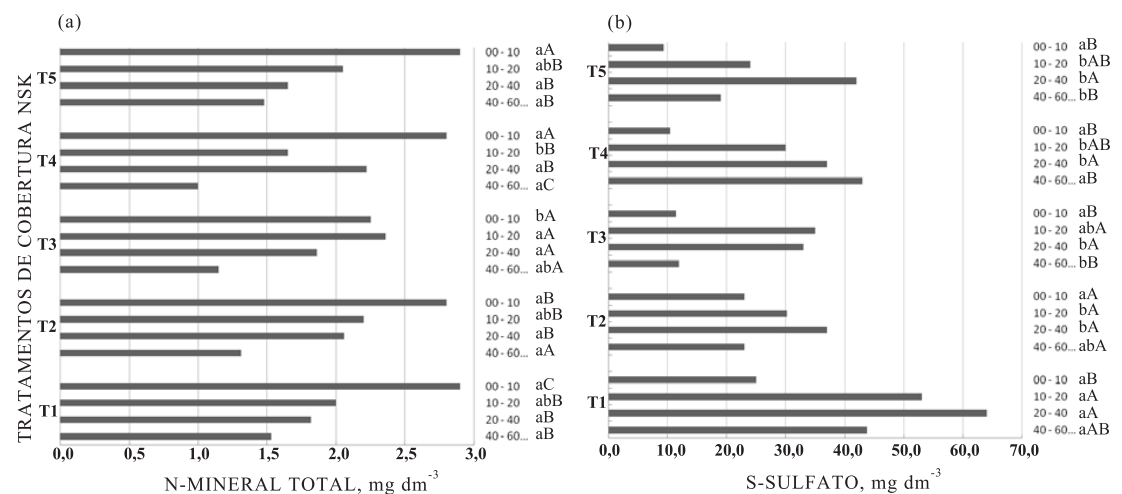 (a)
TRATAMENTOS DE COBERTURA NSK
T5
00 - 10 aA
10 - 20 abB
20 - 40 aB
40 - 60... aB
T4
00 - 10 aA
10 - 20 bB
20 - 40 aB
40 - 60... aC
T3
00 - 10 bA
10 - 20 aA
20 - 40 aA
40 - 60... abA
T2
00 - 10 aB
10 - 20 abB
20 - 40 aB
40 - 60... aA
T1
00 - 10 aC
10 - 20 abB
20 - 40 aB
40 - 60... aB
0,0 1,0 1,0 1,5 2,0 2,5 3,0
N-MINERAL TOTAL, mg dm⁻³
(b)
T5
00 - 10 aB
10 - 20 bAB
20 - 40 bA
40 - 60... bB
T4
00 - 10 aB
10 - 20 bAB
20 - 40 bA
40 - 60... aB
T3
00 - 10 aB
10 - 20 abA
20 - 40 bA
40 - 60... bB
T2
00 - 10 aA
10 - 20 bA
20 - 40 bA
40 - 60... abA
T1
00 - 10 aB
10 - 20 aA
20 - 40 aA
40 - 60... aAB
0,0 10,0 20,0 30,0 40,0 50,0 60,0 70,0
S-SULFATO, mg dm⁻³